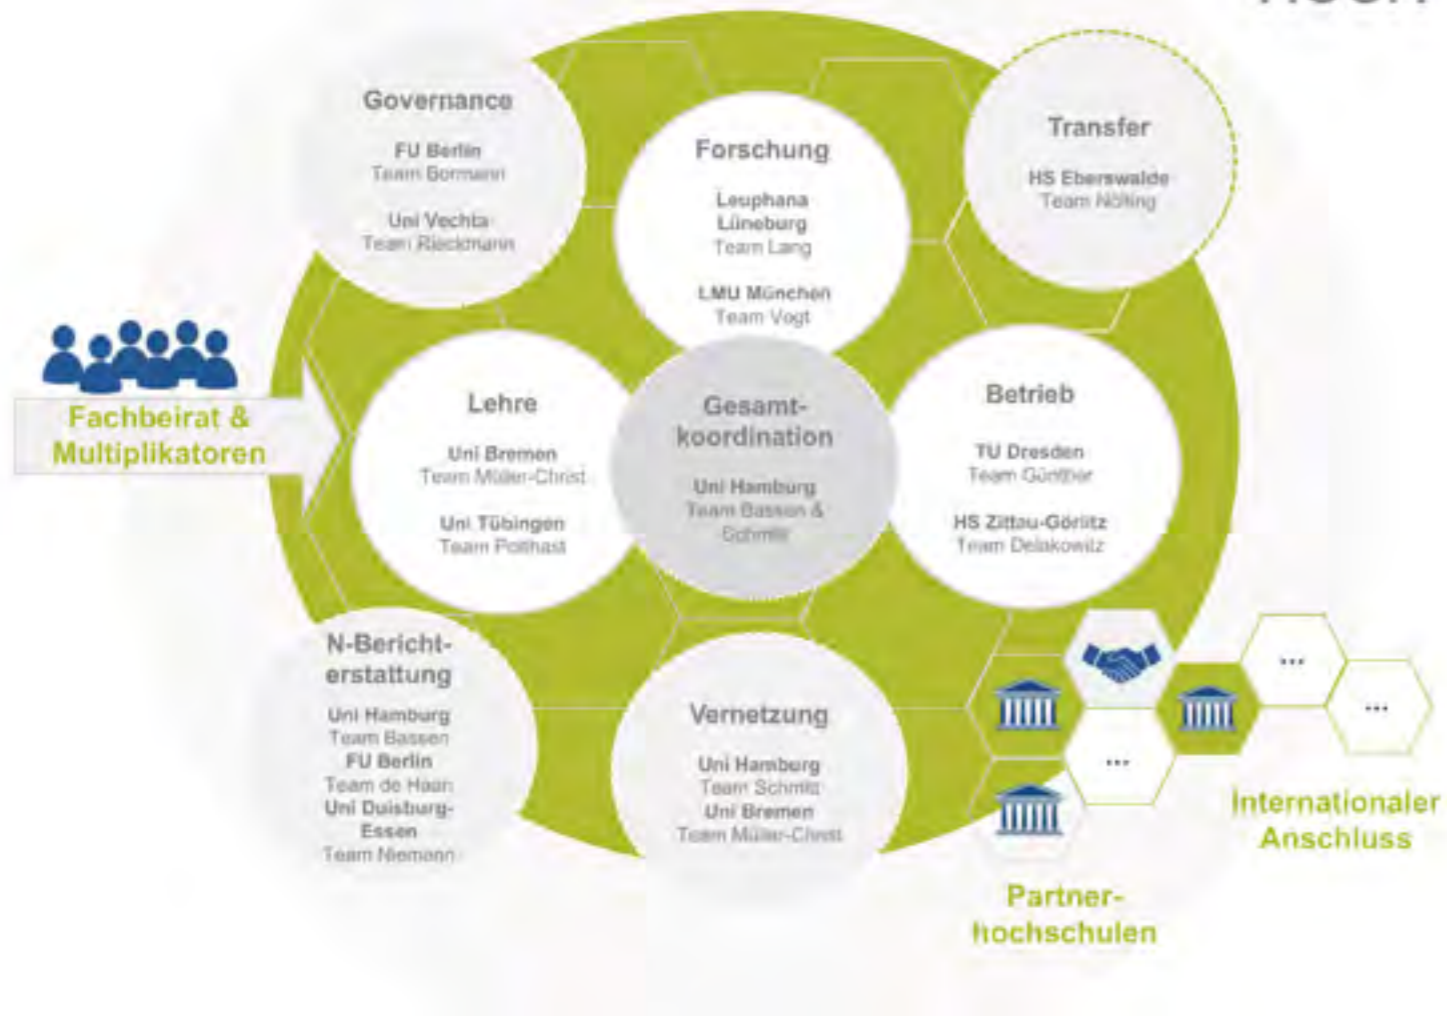 Governance
FU Berlin
Team Bormann
Uni Vechta
Team Rieckmann
Forschung
Leuphana
Lüneburg
Team Lang
LMU München
Team Vogt
Transfer
HS Eberswalde
Team Nölting
Fachbeirat &
Multiplikatoren
Lehre
Uni Bremen
Team Müller-Christ
Uni Tübingen
Team Potthast
Gesamt-
koordination
Uni Hamburg
Team Bassen &
Schmitt
Betrieb
TU Dresden
Team Günther
HS Zittau-Görlitz
Team Delakowitz
N-Bericht-
erstattung
Uni Hamburg
Team Bassen
FU Berlin
Team de Haan
Uni Duisburg-
Essen
Team Niemann
Vernetzung
Uni Hamburg
Team Schmitt
Uni Bremen
Team Müller-Christ
...
...
...
Internationaler
Anschluss
Partner-
hochschulen